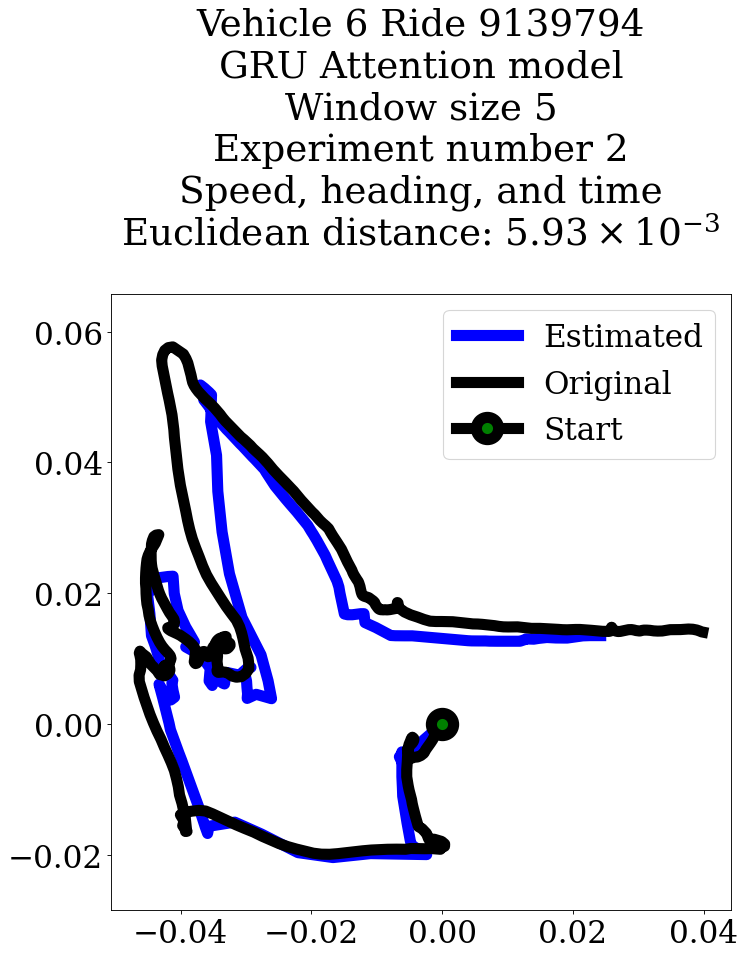 Vehicle 6 Ride 9139794
GRU Attention model
Window size 5
Experiment number 2
Speed, heading, and time
Euclidean distance: 5.93 × 10⁻³
Estimated
Original
Start
0.06
0.04
0.02
0.00
−0.02
−0.04
−0.02
0.00
0.02
0.04